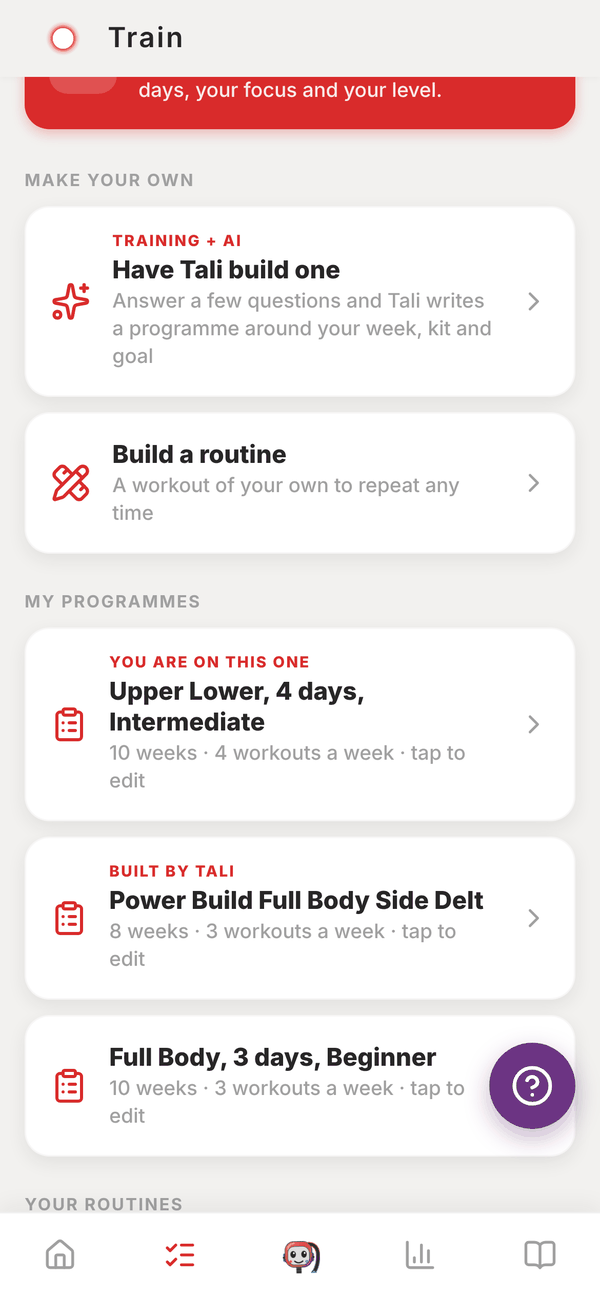 Train
days, your focus and your level.
MAKE YOUR OWN
TRAINING + AI
Have Tali build one
Answer a few questions and Tali writes
a programme around your week, kit and
goal
Build a routine
A workout of your own to repeat any
time
MY PROGRAMMES
YOU ARE ON THIS ONE
Upper Lower, 4 days,
Intermediate
10 weeks · 4 workouts a week · tap to
edit
BUILT BY TALI
Power Build Full Body Side Delt
8 weeks · 3 workouts a week · tap to
edit
Full Body, 3 days, Beginner
10 weeks · 3 workouts a week · tap to
edit
YOUR ROUTINES